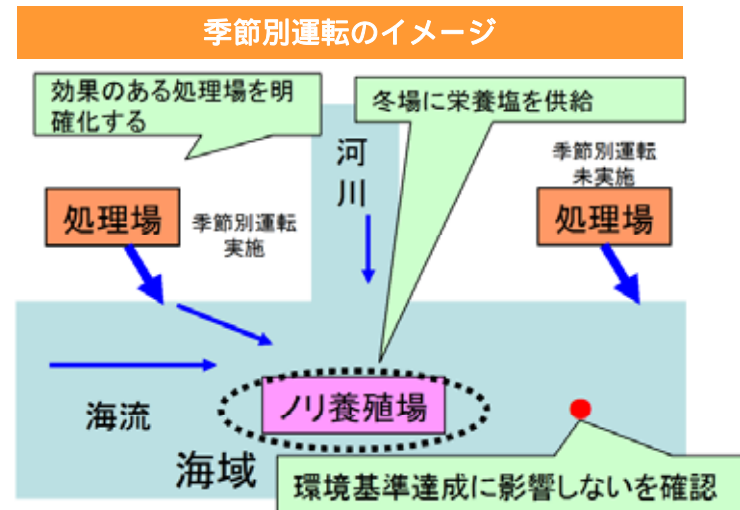 季節別運転のイメージ
効果のある処理場を明
確化する
冬場に栄養塩を供給
河
川
季節別運転
未実施
処理場
季節別運転
実施
処理場
ノリ養殖場
海流
海域
環境基準達成に影響しないを確認